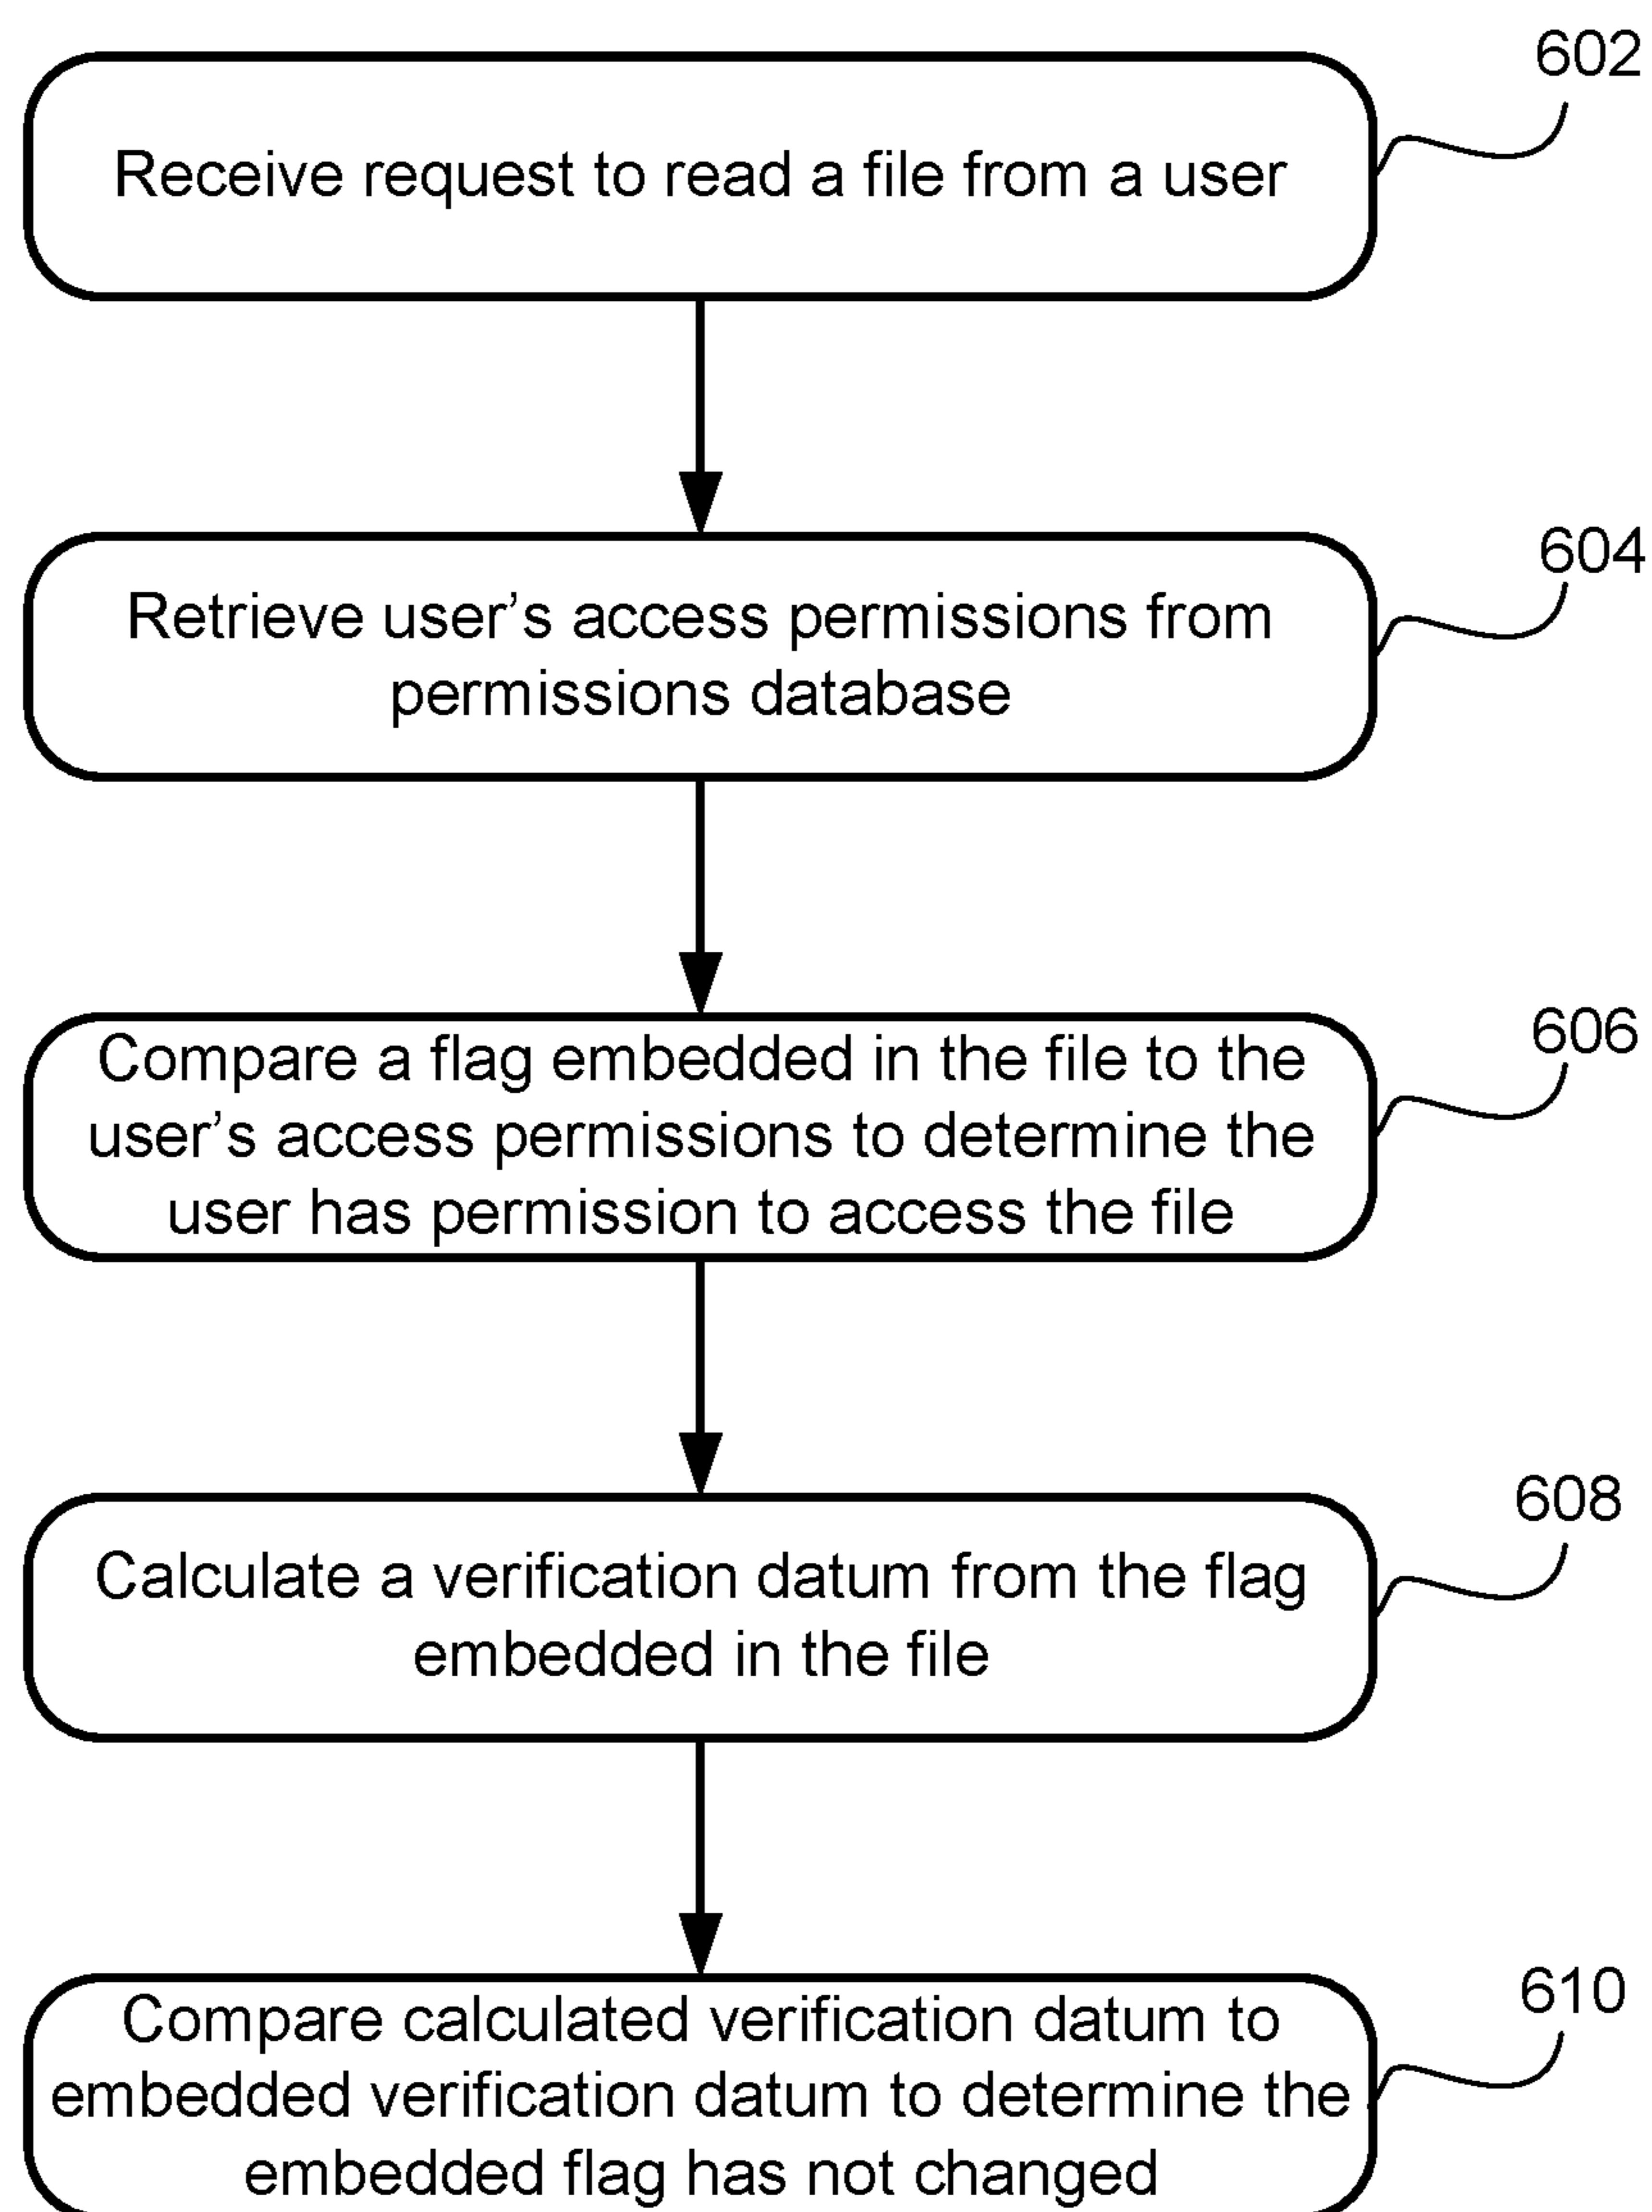 602
Receive request to read a file from a user
604
Retrieve user’s access permissions from
permissions database
606
Compare a flag embedded in the file to the
user’s access permissions to determine the
user has permission to access the file
608
Calculate a verification datum from the flag
embedded in the file
610
Compare calculated verification datum to
embedded verification datum to determine the
embedded flag has not changed